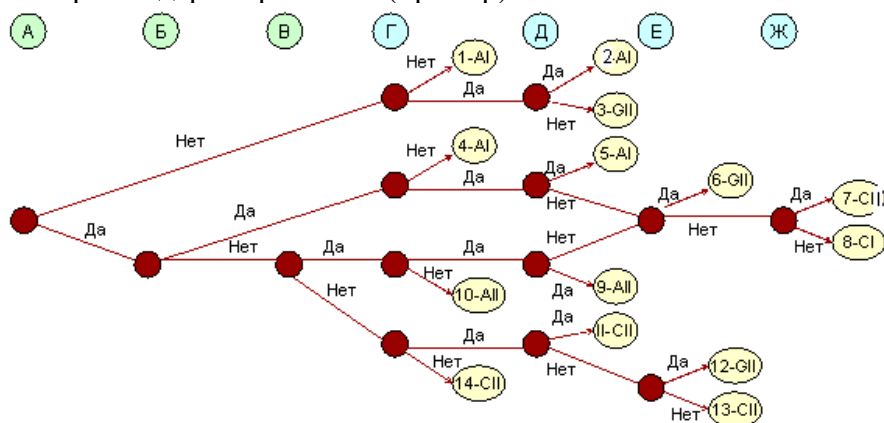 А Б В Г Д Е Ж
Нет 1-AI Да 2-AI
Да Нет 3-GII
Нет
Нет 4-AI Да 5-AI
Да Да Нет Да 6-GII Да 7-CII
Да Нет Нет 8-CI
Нет Да Да Нет
Нет 10-AII Да 9-AII
Нет Да Да II-CII
Нет 14-CII Нет Да 12-GII
Нет 13-CII